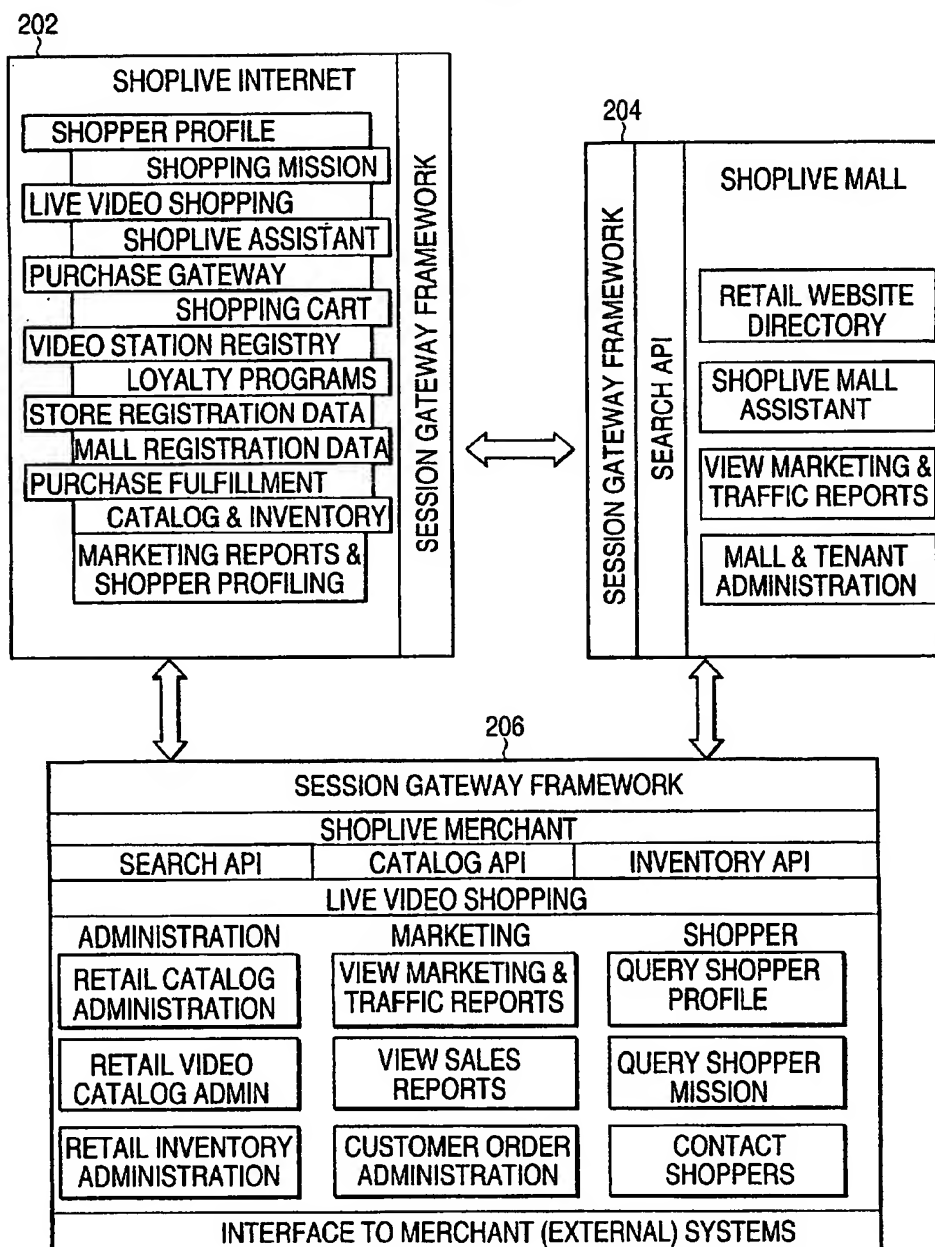 202
SHOPLIVE INTERNET
SHOPPER PROFILE
SHOPPING MISSION
LIVE VIDEO SHOPPING
SHOPLIVE ASSISTANT
PURCHASE GATEWAY
SHOPPING CART
VIDEO STATION REGISTRY
LOYALTY PROGRAMS
STORE REGISTRATION DATA
MALL REGISTRATION DATA
PURCHASE FULFILLMENT
CATALOG & INVENTORY
MARKETING REPORTS &
SHOPPER PROFILING
SESSION GATEWAY FRAMEWORK
204
SESSION GATEWAY FRAMEWORK
SEARCH API
SHOPLIVE MALL
RETAIL WEBSITE
DIRECTORY
SHOPLIVE MALL
ASSISTANT
VIEW MARKETING &
TRAFFIC REPORTS
MALL & TENANT
ADMINISTRATION
206
SESSION GATEWAY FRAMEWORK
SHOPLIVE MERCHANT
SEARCH API
CATALOG API
INVENTORY API
LIVE VIDEO SHOPPING
ADMINISTRATION
RETAIL CATALOG
ADMINISTRATION
RETAIL VIDEO
CATALOG ADMIN
RETAIL INVENTORY
ADMINISTRATION
MARKETING
VIEW MARKETING &
TRAFFIC REPORTS
VIEW SALES
REPORTS
CUSTOMER ORDER
ADMINISTRATION
SHOPPER
QUERY SHOPPER
PROFILE
QUERY SHOPPER
MISSION
CONTACT
SHOPPERS
INTERFACE TO MERCHANT (EXTERNAL) SYSTEMS